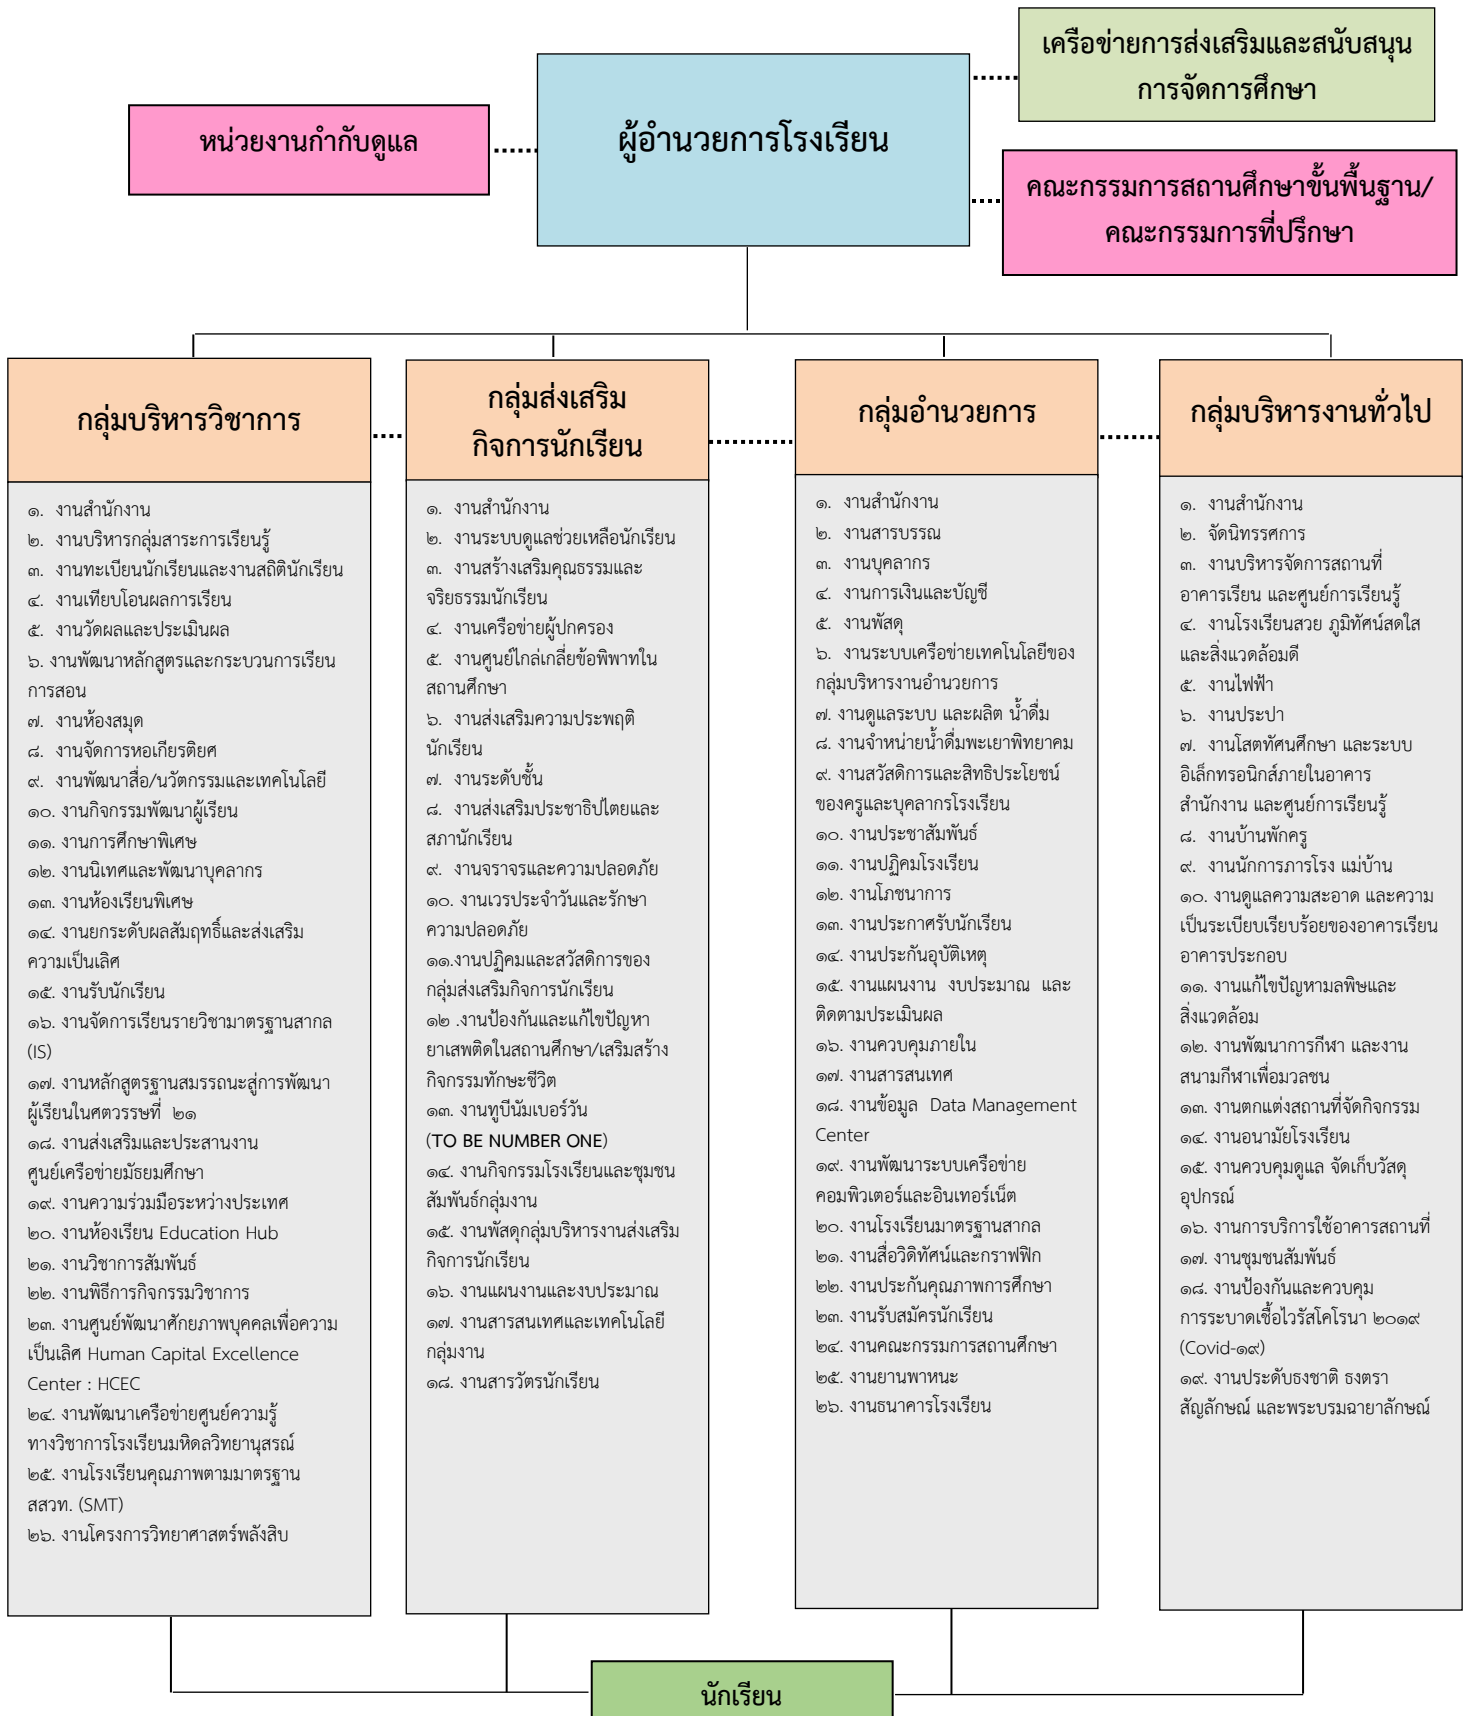 เครือข่ายการส่งเสริมและสนับสนุน
การจัดการศึกษา
ผู้อำนวยการโรงเรียน
หน่วยงานกำกับดูแล
คณะกรรมการสถานศึกษาขั้นพื้นฐาน/
คณะกรรมการที่ปรึกษา
กลุ่มบริหารวิชาการ
๑. งานสำนักงาน
๒. งานบริหารกลุ่มสาระการเรียนรู้
๓. งานทะเบียนนักเรียนและงานสถิตินักเรียน
๔. งานเทียบโอนผลการเรียน
๕. งานวัดผลและประเมินผล
๖. งานพัฒนาหลักสูตรและกระบวนการเรียน
การสอน
๗. งานห้องสมุด
๘. งานจัดการหอเกียรติยศ
๙. งานพัฒนาสื่อ/นวัตกรรมและเทคโนโลยี
๑๐. งานกิจกรรมพัฒนาผู้เรียน
๑๑. งานการศึกษาพิเศษ
๑๒. งานนิเทศและพัฒนาบุคลากร
๑๓. งานห้องเรียนพิเศษ
๑๔. งานยกระดับผลสัมฤทธิ์และส่งเสริม
ความเป็นเลิศ
๑๕. งานรับนักเรียน
๑๖. งานจัดการเรียนรายวิชามาตรฐานสากล
(IS)
๑๗. งานหลักสูตรฐานสมรรถนะสู่การพัฒนา
ผู้เรียนในศตวรรษที่ ๒๑
๑๘. งานส่งเสริมและประสานงาน
ศูนย์เครือข่ายมัธยมศึกษา
๑๙. งานความร่วมมือระหว่างประเทศ
๒๐. งานห้องเรียน Education Hub
๒๑. งานวิชาการสัมพันธ์
๒๒. งานพิธีการกิจกรรมวิชาการ
๒๓. งานศูนย์พัฒนาศักยภาพบุคคลเพื่อความ
เป็นเลิศ Human Capital Excellence
Center : HCEC
๒๔. งานพัฒนาเครือข่ายศูนย์ความรู้
ทางวิชาการโรงเรียนมหิดลวิทยานุสรณ์
๒๕. งานโรงเรียนคุณภาพตามมาตรฐาน
สสวท. (SMT)
๒๖. งานโครงการวิทยาศาสตร์พลังสิบ
กลุ่มส่งเสริม
กิจการนักเรียน
๑. งานสำนักงาน
๒. งานระบบดูแลช่วยเหลือนักเรียน
๓. งานสร้างเสริมคุณธรรมและ
จริยธรรมนักเรียน
๔. งานเครือข่ายผู้ปกครอง
๕. งานศูนย์ไกล่เกลี่ยข้อพิพาทใน
สถานศึกษา
๖. งานส่งเสริมความประพฤติ
นักเรียน
๗. งานระดับชั้น
๘. งานส่งเสริมประชาธิปไตยและ
สภานักเรียน
๙. งานจราจรและความปลอดภัย
๑๐. งานเวรประจำวันและรักษา
ความปลอดภัย
๑๑.งานปฏิคมและสวัสดิการของ
กลุ่มส่งเสริมกิจการนักเรียน
๑๒ .งานป้องกันและแก้ไขปัญหา
ยาเสพติดในสถานศึกษา/เสริมสร้าง
กิจกรรมทักษะชีวิต
๑๓. งานทูบีนัมเบอร์วัน
(TO BE NUMBER ONE)
๑๔. งานกิจกรรมโรงเรียนและชุมชน
สัมพันธ์กลุ่มงาน
๑๕. งานพัสดุกลุ่มบริหารงานส่งเสริม
กิจการนักเรียน
๑๖. งานแผนงานและงบประมาณ
๑๗. งานสารสนเทศและเทคโนโลยี
กลุ่มงาน
๑๘. งานสารวัตรนักเรียน
กลุ่มอำนวยการ
๑. งานสำนักงาน
๒. งานสารบรรณ
๓. งานบุคลากร
๔. งานการเงินและบัญชี
๕. งานพัสดุ
๖. งานระบบเครือข่ายเทคโนโลยีของ
กลุ่มบริหารงานอำนวยการ
๗. งานดูแลระบบ และผลิต น้ำดื่ม
๘. งานจำหน่ายน้ำดื่มพะเยาพิทยาคม
๙. งานสวัสดิการและสิทธิประโยชน์
ของครูและบุคลากรโรงเรียน
๑๐. งานประชาสัมพันธ์
๑๑. งานปฏิคมโรงเรียน
๑๒. งานโภชนาการ
๑๓. งานประกาศรับนักเรียน
๑๔. งานประกันอุบัติเหตุ
๑๕. งานแผนงาน งบประมาณ และ
ติดตามประเมินผล
๑๖. งานควบคุมภายใน
๑๗. งานสารสนเทศ
๑๘. งานข้อมูล Data Management
Center
๑๙. งานพัฒนาระบบเครือข่าย
คอมพิวเตอร์และอินเทอร์เน็ต
๒๐. งานโรงเรียนมาตรฐานสากล
๒๑. งานสื่อวิดิทัศน์และกราฟฟิก
๒๒. งานประกันคุณภาพการศึกษา
๒๓. งานรับสมัครนักเรียน
๒๔. งานคณะกรรมการสถานศึกษา
๒๕. งานยานพาหนะ
๒๖. งานธนาคารโรงเรียน
กลุ่มบริหารงานทั่วไป
๑. งานสำนักงาน
๒. จัดนิทรรศการ
๓. งานบริหารจัดการสถานที่
อาคารเรียน และศูนย์การเรียนรู้
๔. งานโรงเรียนสวย ภูมิทัศน์สดใส
และสิ่งแวดล้อมดี
๕. งานไฟฟ้า
๖. งานประปา
๗. งานโสตทัศนศึกษา และระบบ
อิเล็กทรอนิกส์ภายในอาคาร
สำนักงาน และศูนย์การเรียนรู้
๘. งานบ้านพักครู
๙. งานนักการภารโรง แม่บ้าน
๑๐. งานดูแลความสะอาด และความ
เป็นระเบียบเรียบร้อยของอาคารเรียน
อาคารประกอบ
๑๑. งานแก้ไขปัญหามลพิษและ
สิ่งแวดล้อม
๑๒. งานพัฒนาการกีฬา และงาน
สนามกีฬาเพื่อมวลชน
๑๓. งานตกแต่งสถานที่จัดกิจกรรม
๑๔. งานอนามัยโรงเรียน
๑๕. งานควบคุมดูแล จัดเก็บวัสดุ
อุปกรณ์
๑๖. งานการบริการใช้อาคารสถานที่
๑๗. งานชุมชนสัมพันธ์
๑๘. งานป้องกันและควบคุม
การระบาดเชื้อไวรัสโคโรนา ๒๐๑๙
(Covid-๑๙)
๑๙. งานประดับธงชาติ ธงตรา
สัญลักษณ์ และพระบรมฉายาลักษณ์
นักเรียน